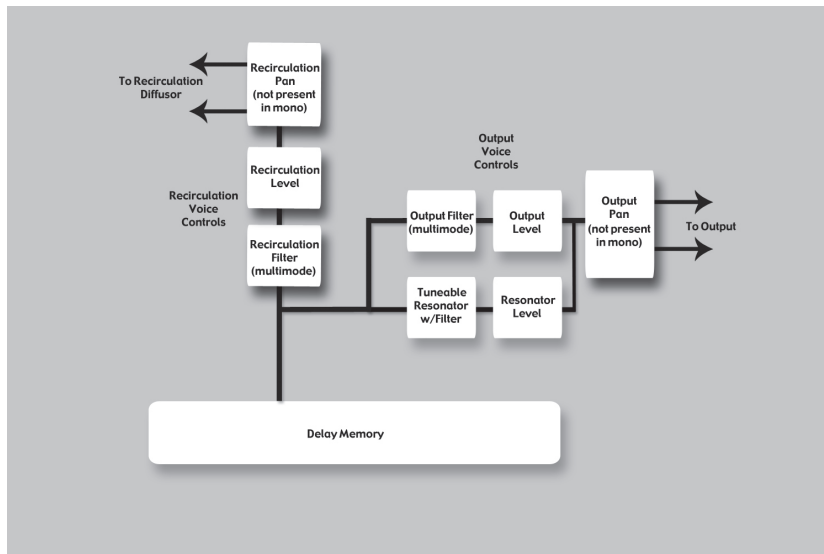 Recirculation
Pan
(not present
in mono)
To Recirculation
Diffusor
Recirculation
Level
Recirculation
Voice
Controls
Recirculation
Filter
(multimode)
Output
Voice
Controls
Output Filter
(multimode)
Output
Level
Output
Pan
(not present
in mono)
To Output
Tuneable
Resonator
w/Filter
Resonator
Level
Delay Memory